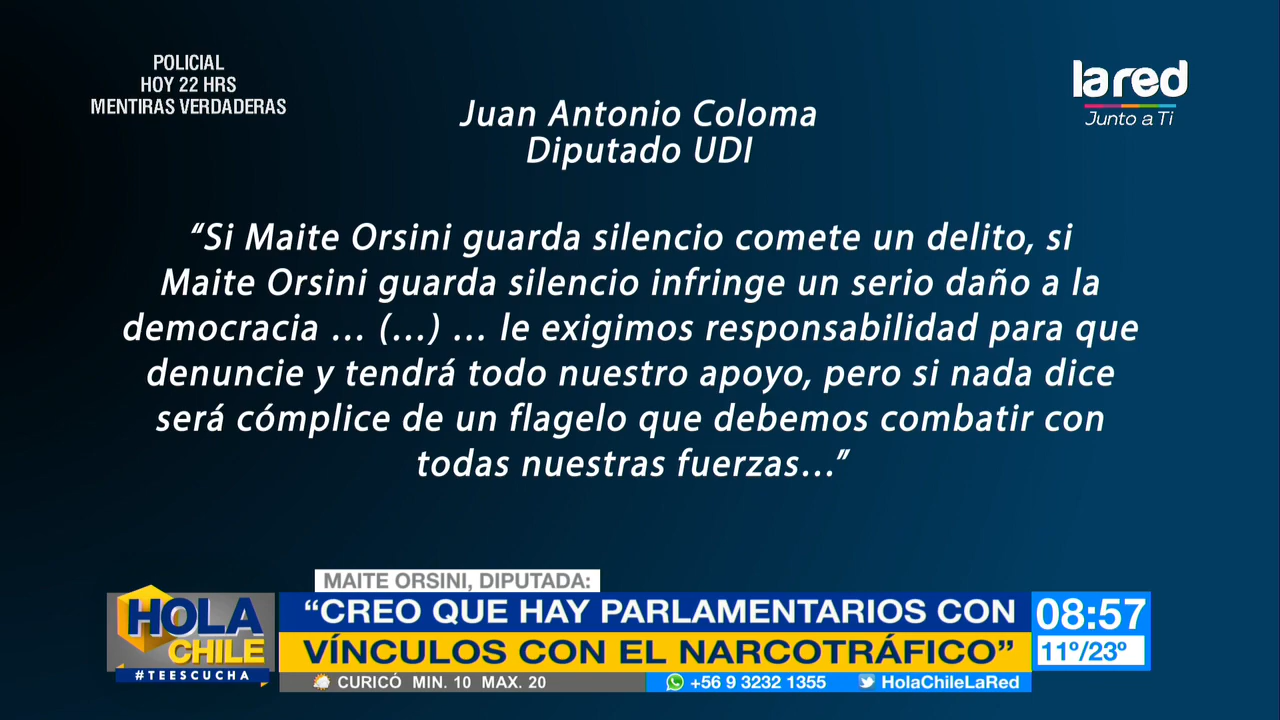 POLICIAL
HOY 22 HRS
MENTIRAS VERDADERAS
la red
Junto a Ti
Juan Antonio Coloma
Diputado UDI
“Si Maite Orsini guarda silencio comete un delito, si
Maite Orsini guarda silencio infringe un serio daño a la
democracia ... (...) ... le exigimos responsabilidad para que
denuncie y tendrá todo nuestro apoyo, pero si nada dice
será cómplice de un flagelo que debemos combatir con
todas nuestras fuerzas...”
MAITE ORSINI, DIPUTADA:
“CREO QUE HAY PARLAMENTARIOS CON
VÍNCULOS CON EL NARCOTRÁFICO”
HOLA
CHILE
#TEESCUCHA
08:57
11º/23º
CURICÓ MIN. 10 MAX. 20
+56 9 3232 1355
HolaChileLaRed